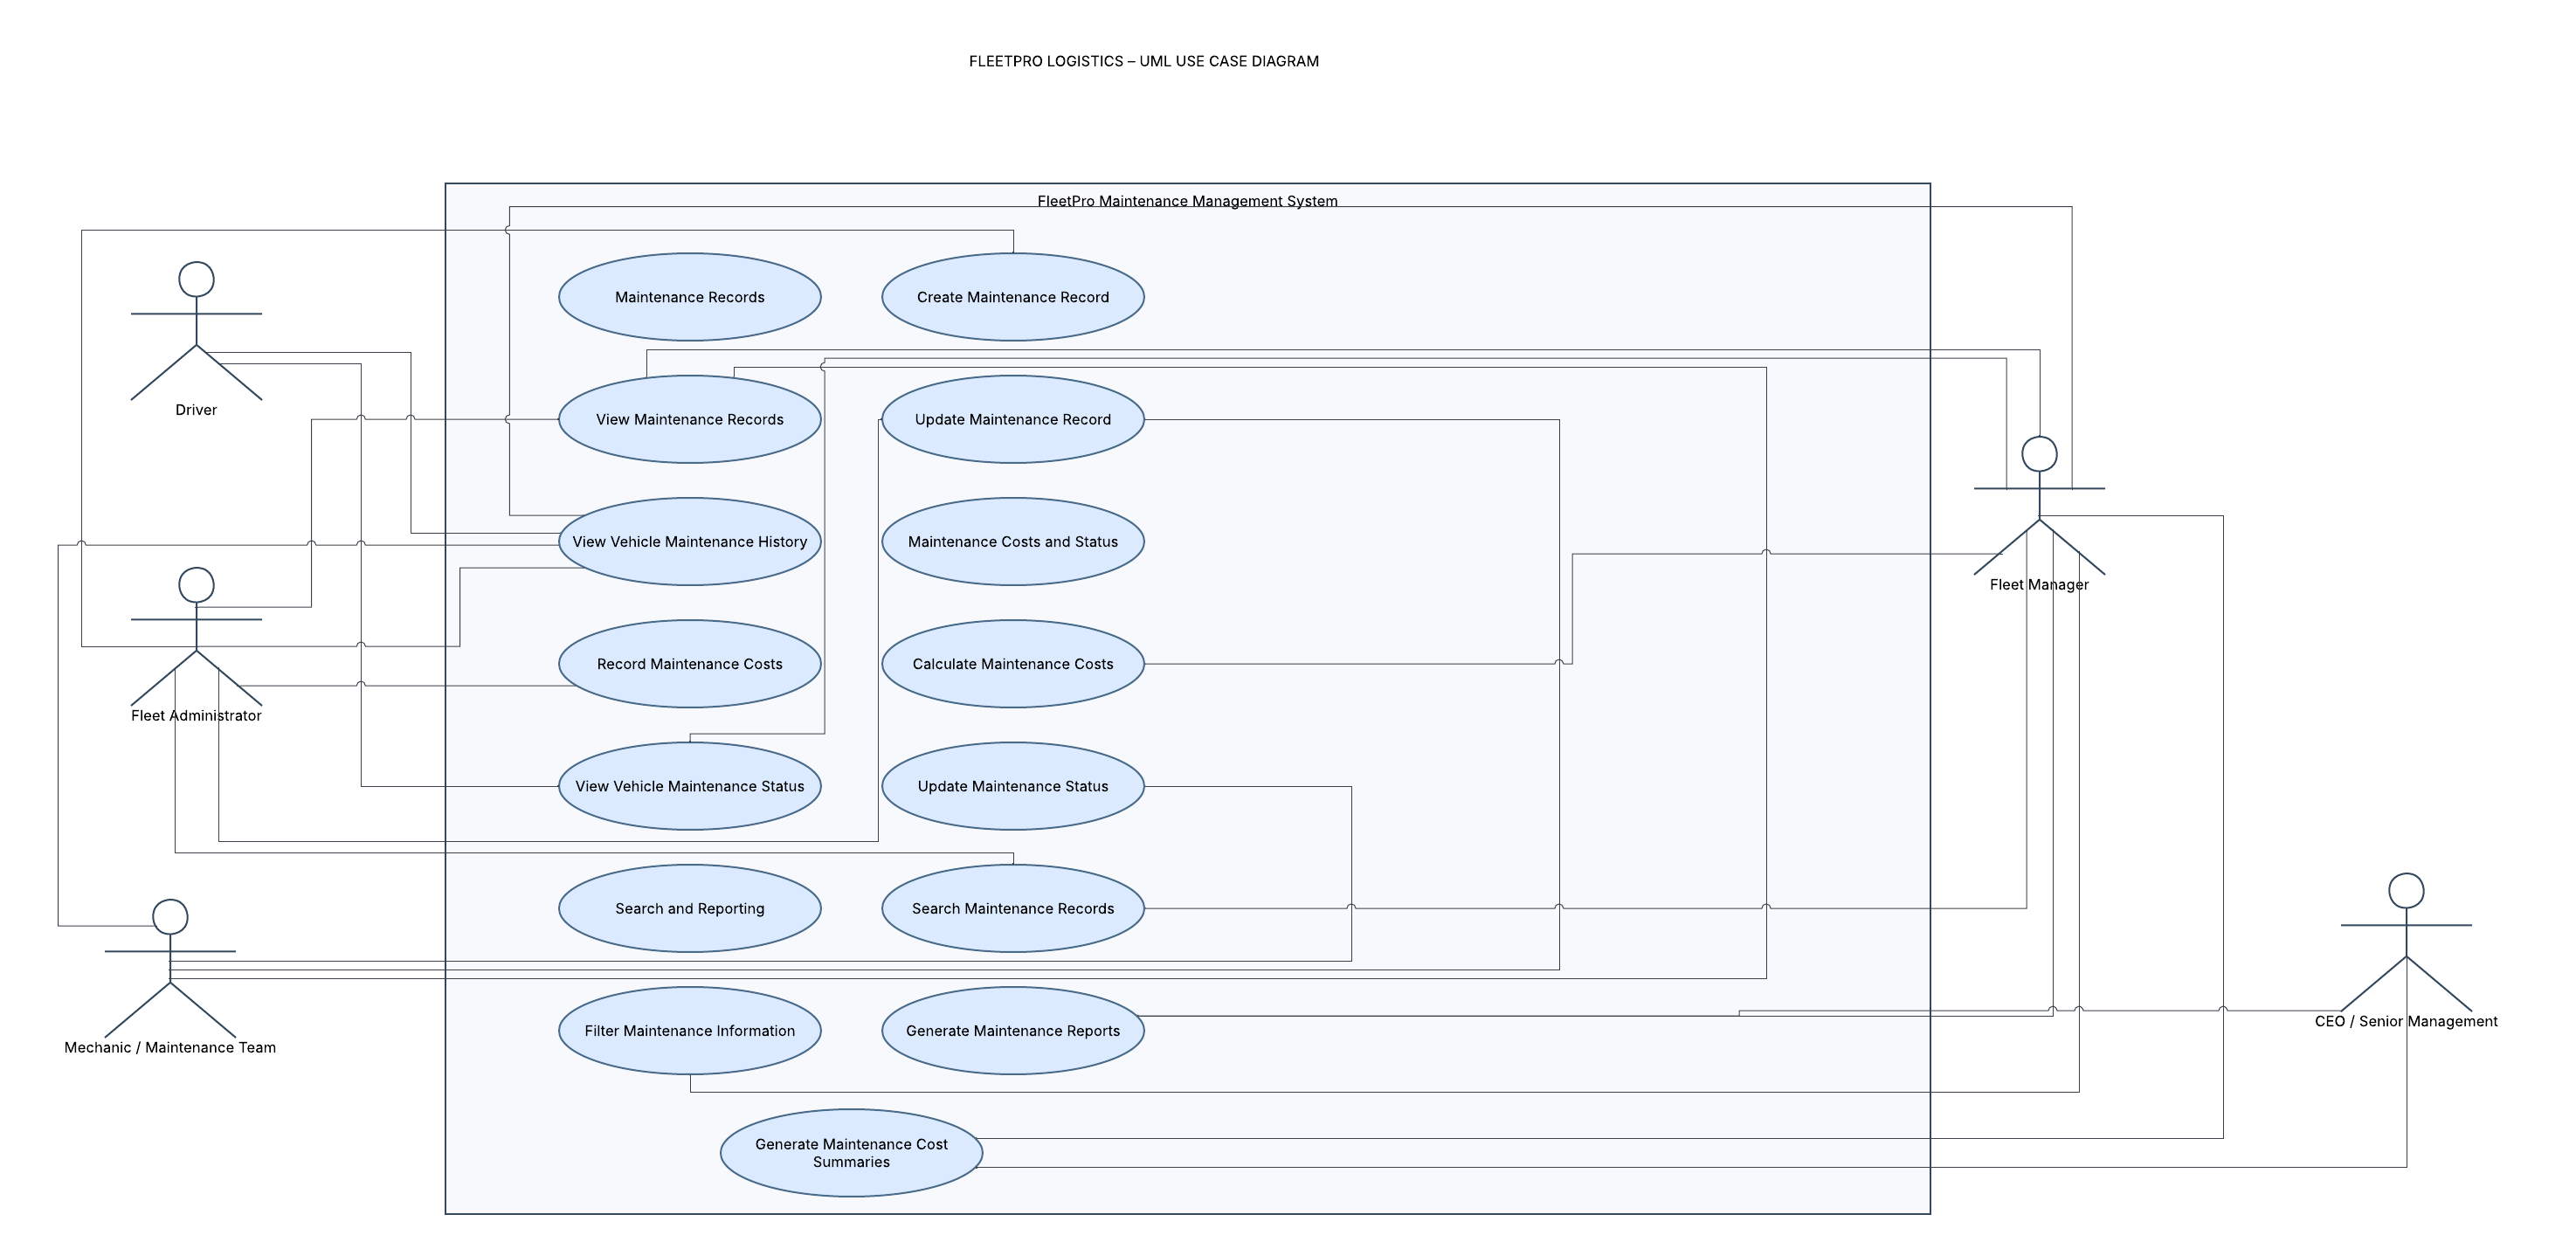 FLEETPRO LOGISTICS – UML USE CASE DIAGRAM
FleetPro Maintenance Management System
Maintenance Records
Create Maintenance Record
Driver
View Maintenance Records
Update Maintenance Record
View Vehicle Maintenance History
Maintenance Costs and Status
Fleet Manager
Record Maintenance Costs
Calculate Maintenance Costs
Fleet Administrator
View Vehicle Maintenance Status
Update Maintenance Status
Search and Reporting
Search Maintenance Records
Mechanic / Maintenance Team
Filter Maintenance Information
Generate Maintenance Reports
CEO / Senior Management
Generate Maintenance Cost
Summaries